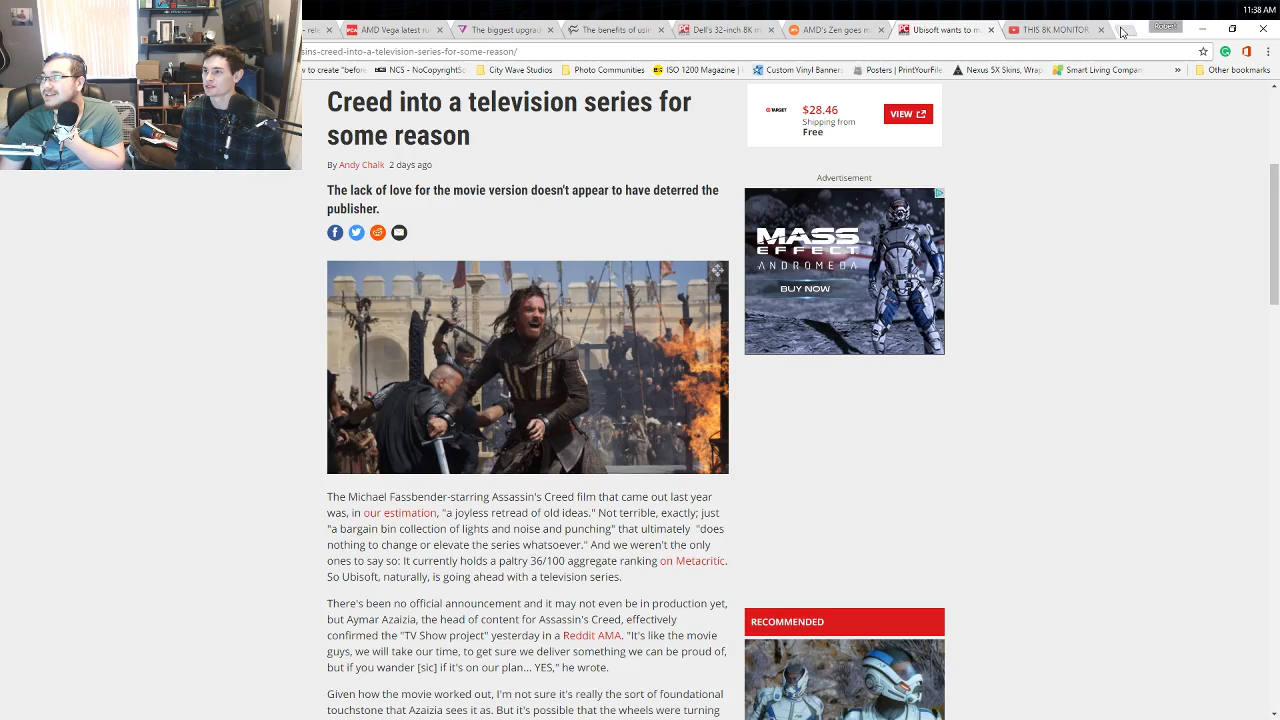 11:38 AM
- rele
AMD Vega latest ru
The biggest upgrad
The benefits of usin
Dell's 32-inch 8K m
AMD's Zen goes m
Ubisoft wants to m
THIS 8K MONITOR
Robert
sins-creed-into-a-television-series-for-some-reason/
to create "before
NCS - NoCopyrightSo
City Wa
Photo Comme
ISO 1200 Magazine |
Custom Vinyl Banners
Posters | PrintYourFile
Nexus 5X Skins, Wrap
Smart Living Compa
»
Other bookmarks
Creed into a television series for
some reason
By Andy Chalk 2 days ago
The lack of love for the movie version doesn't appear to have deterred the
publisher.
The Michael Fassbender-starring Assassin's Creed film that came out last year
was, in our estimation, "a joyless retread of old ideas." Not terrible, exactly; just
"a bargain bin collection of lights and noise and punching" that ultimately "does
nothing to change or elevate the series whatsoever." And we weren't the only
ones to say so: It currently holds a paltry 36/100 aggregate ranking on Metacritic.
So Ubisoft, naturally, is going ahead with a television series.
There's been no official announcement and it may not even be in production yet,
but Aymar Azaizia, the head of content for Assassin's Creed, effectively
confirmed the "TV Show project" yesterday in a Reddit AMA. "It's like the movie
guys, we will take our time, to get sure we deliver something we can be proud of,
but if you wander [sic] if it's on our plan... YES," he wrote.
Given how the movie worked out, I'm not sure it's really the sort of foundational
touchstone that Azaizia sees it as. But it's possible that the wheels were turning
TARGET
$28.46
Shipping from
Free
VIEW
Advertisement
MASS
EFFECT
ANDROMEDA
BUY NOW
RECOMMENDED